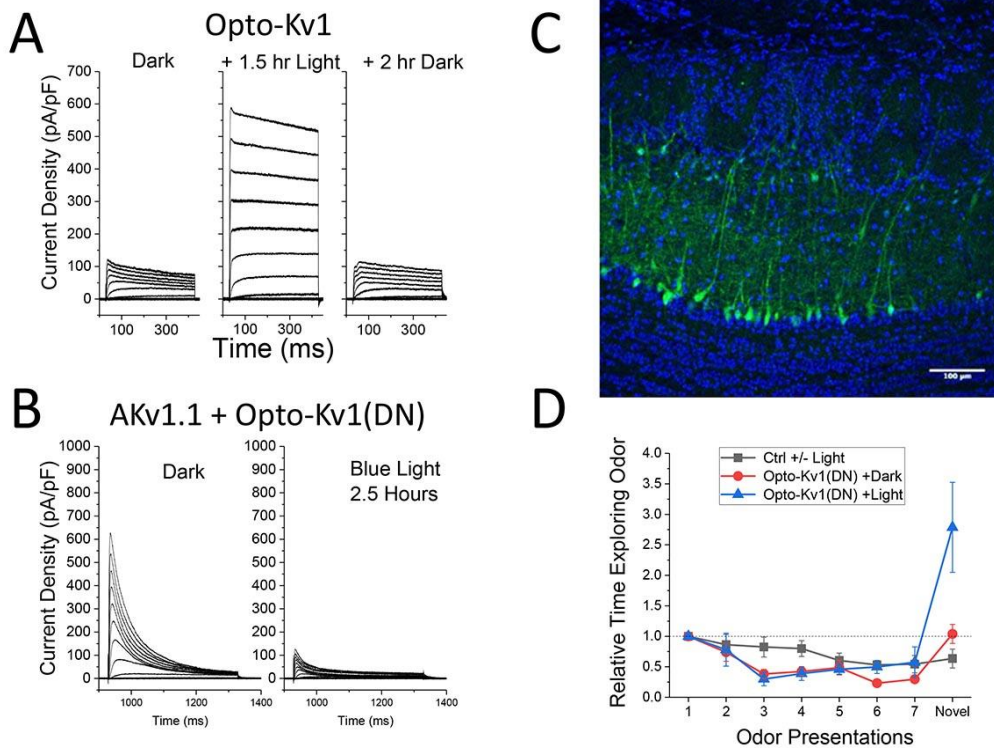 A
Opto-Kv1
Dark
+ 1.5 hr Light
+ 2 hr Dark
Current Density (pA/pF)
700
600
500
400
300
200
100
0
100 300
100 300
100 300
Time (ms)
B
AKv1.1 + Opto-Kv1(DN)
Dark
Blue Light
2.5 Hours
Current Density (pA/pF)
1000
900
800
700
600
500
400
300
200
100
0
1000
900
800
700
600
500
400
300
200
100
0
1000 1200 1400
1000 1200 1400
Time (ms)
Time (ms)
C
100 µm
D
Relative Time Exploring Odor
4.0
3.5
3.0
2.5
2.0
1.5
1.0
0.5
0.0
Ctrl +/- Light
Opto-Kv1(DN) +Dark
Opto-Kv1(DN) +Light
1 2 3 4 5 6 7 Novel
Odor Presentations